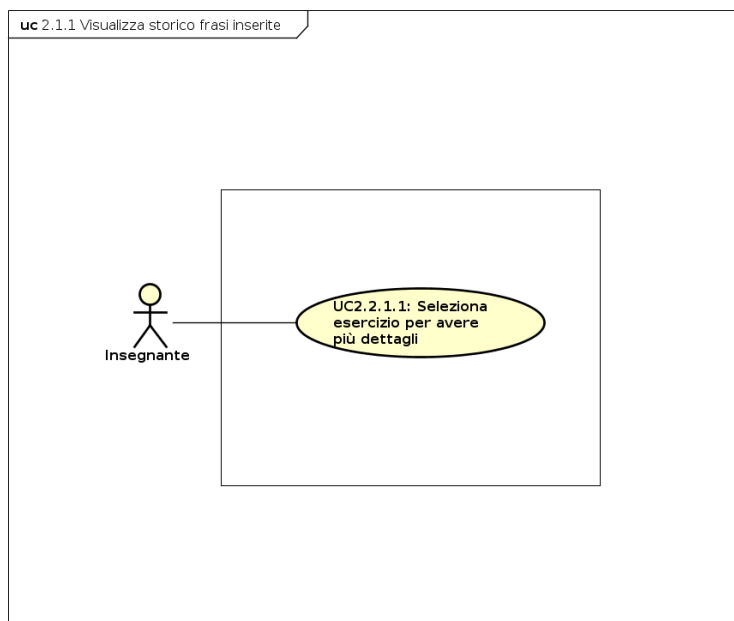 uc 2.1.1 Visualizza storico frasi inserite
UC2.2.1.1: Seleziona
esercizio per avere
più dettagli
Insegnante